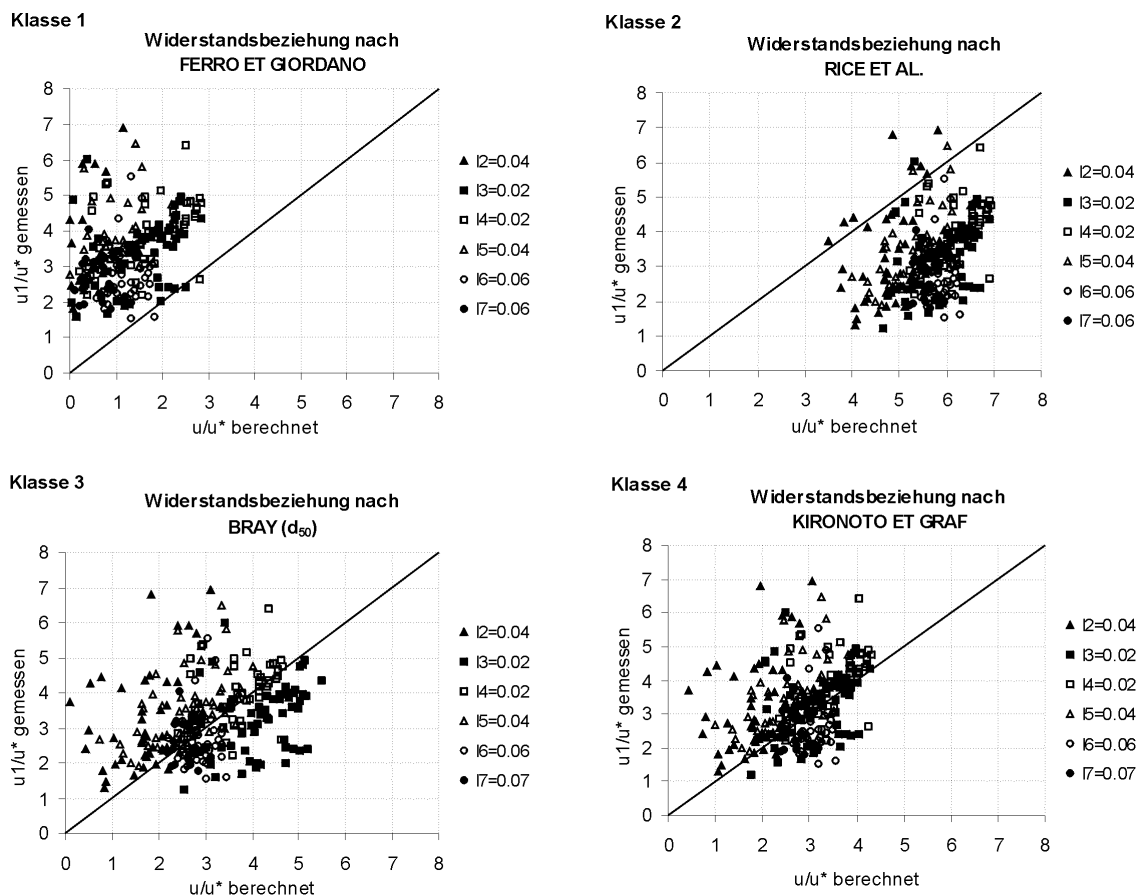 Klasse 1
Widerstandsbeziehung nach
FERRO ET GIORDANO
8
7
6
5
4
3
2
1
0
u1/u* gemessen
0 1 2 3 4 5 6 7 8
u/u* berechnet
I2=0.04
I3=0.02
I4=0.02
I5=0.04
I6=0.06
I7=0.06
Klasse 2
Widerstandsbeziehung nach
RICE ET AL.
8
7
6
5
4
3
2
1
0
u1/u* gemessen
0 1 2 3 4 5 6 7 8
u/u* berechnet
I2=0.04
I3=0.02
I4=0.02
I5=0.04
I6=0.06
I7=0.06
Klasse 3
Widerstandsbeziehung nach
BRAY (d₅₀)
8
7
6
5
4
3
2
1
0
u1/u* gemessen
0 1 2 3 4 5 6 7 8
u/u* berechnet
I2=0.04
I3=0.02
I4=0.02
I5=0.04
I6=0.06
I7=0.07
Klasse 4
Widerstandsbeziehung nach
KIRONOTO ET GRAF
8
7
6
5
4
3
2
1
0
u1/u* gemessen
0 1 2 3 4 5 6 7 8
u/u* berechnet
I2=0.04
I3=0.02
I4=0.02
I5=0.04
I6=0.06
I7=0.07